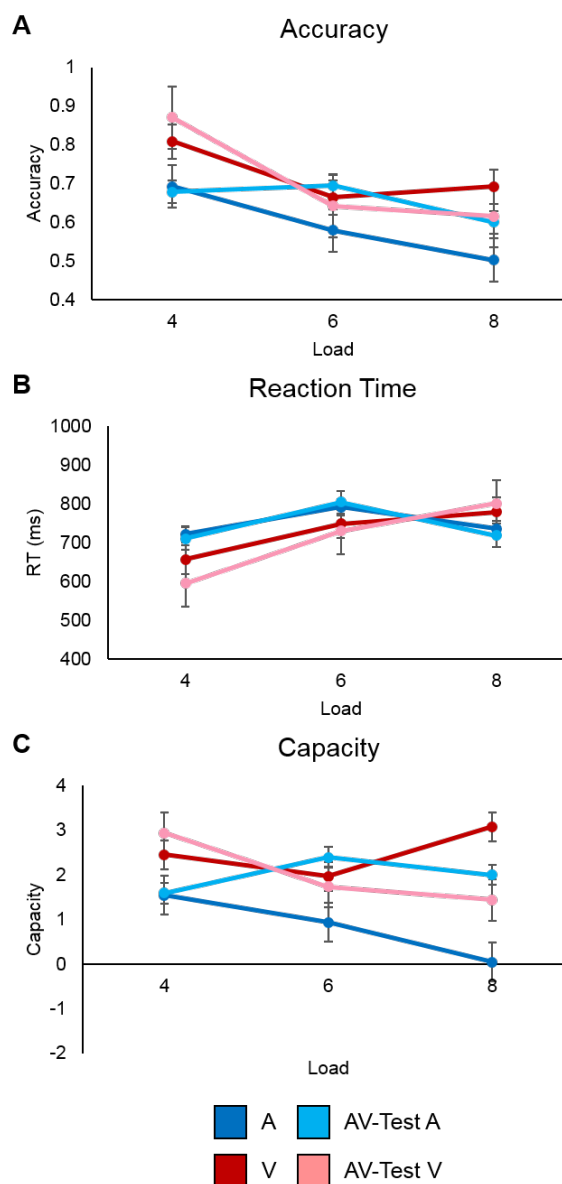 A
Accuracy
1
0.9
0.8
0.7
0.6
0.5
0.4
Accuracy
4 6 8
Load
B
Reaction Time
1000
900
800
700
600
500
400
RT (ms)
4 6 8
Load
C
Capacity
4
3
2
1
0
-1
-2
Capacity
4 6 8
Load
A AV-Test A
V AV-Test V